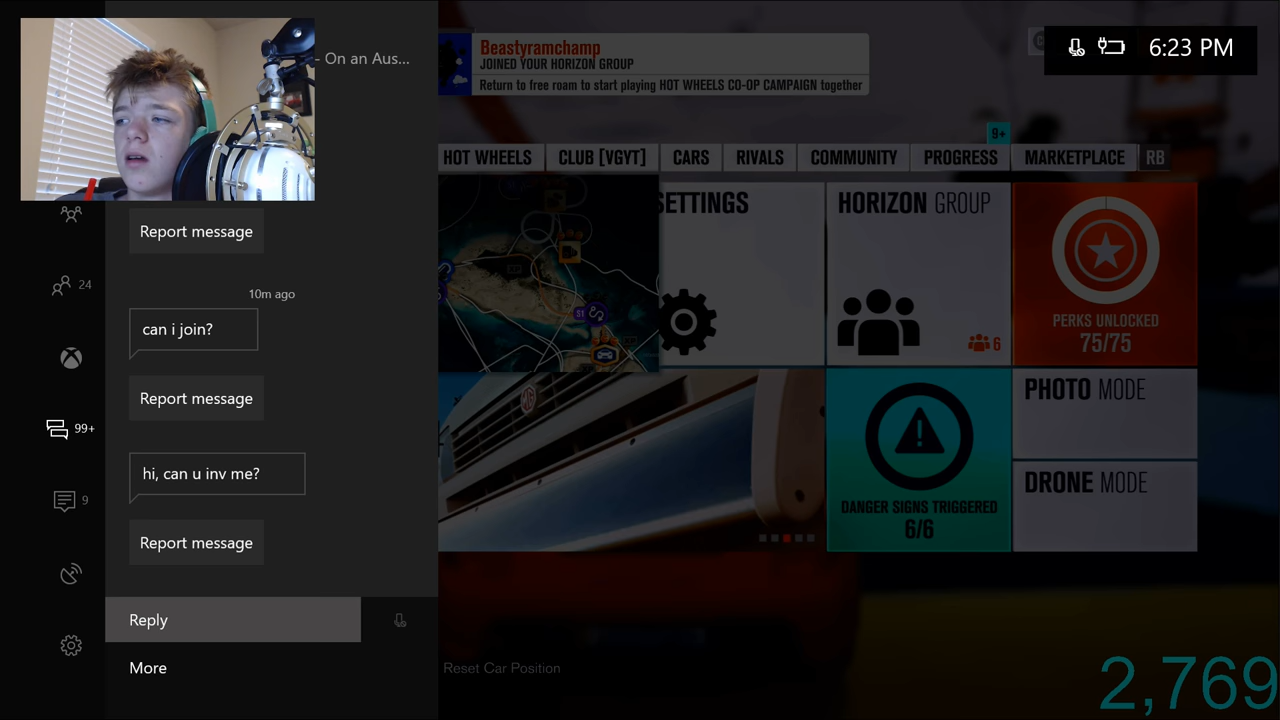 - On an Aus...
Report message
10m ago
can i join?
Report message
hi, can u inv me?
Report message
Reply
More
24
99+
9
Beastyramchamp
JOINED YOUR HORIZON GROUP
Return to free roam to start playing HOT WHEELS CO-OP CAMPAIGN together
6:23 PM
9+
HOT WHEELS
CLUB [VGYT]
CARS
RIVALS
COMMUNITY
PROGRESS
MARKETPLACE
RB
SETTINGS
HORIZON GROUP
6
PERKS UNLOCKED
75/75
DANGER SIGNS TRIGGERED
6/6
PHOTO MODE
DRONE MODE
Reset Car Position
2,769